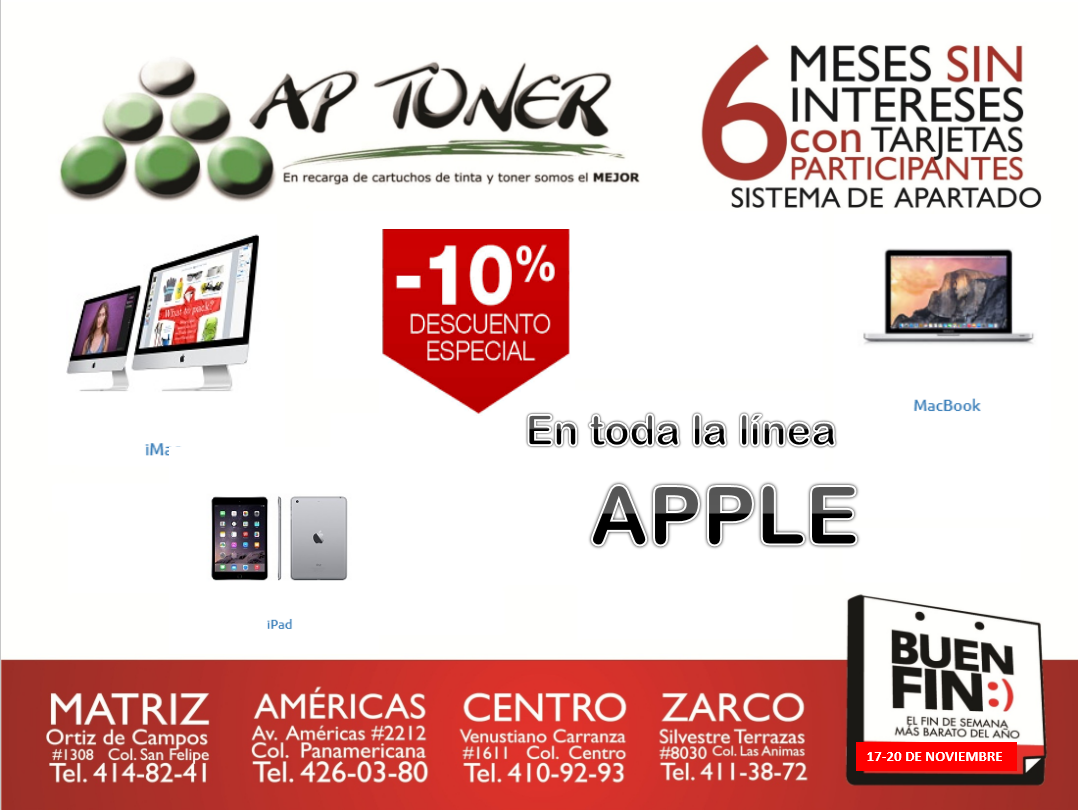 AP TONER
En recarga de cartuchos de tinta y toner somos el MEJOR
6 MESES SIN
INTERESES
con TARJETAS
PARTICIPANTES
SISTEMA DE APARTADO
-10%
DESCUENTO
ESPECIAL
What to pack?
MacBook
En toda la línea
iMa
APPLE
iPad
MATRIZ
Ortiz de Campos
#1308 Col. San Felipe
Tel. 414-82-41
AMÉRICAS
Av. Américas #2212
Col. Panamericana
Tel. 426-03-80
CENTRO
Venustiano Carranza
#1611 Col. Centro
Tel. 410-92-93
ZARCO
Silvestre Terrazas
#8030 Col. Las Animas
Tel. 411-38-72
BUEN
FIN:)
EL FIN DE SEMANA
MÁS BARATO DEL AÑO
17-20 DE NOVIEMBRE